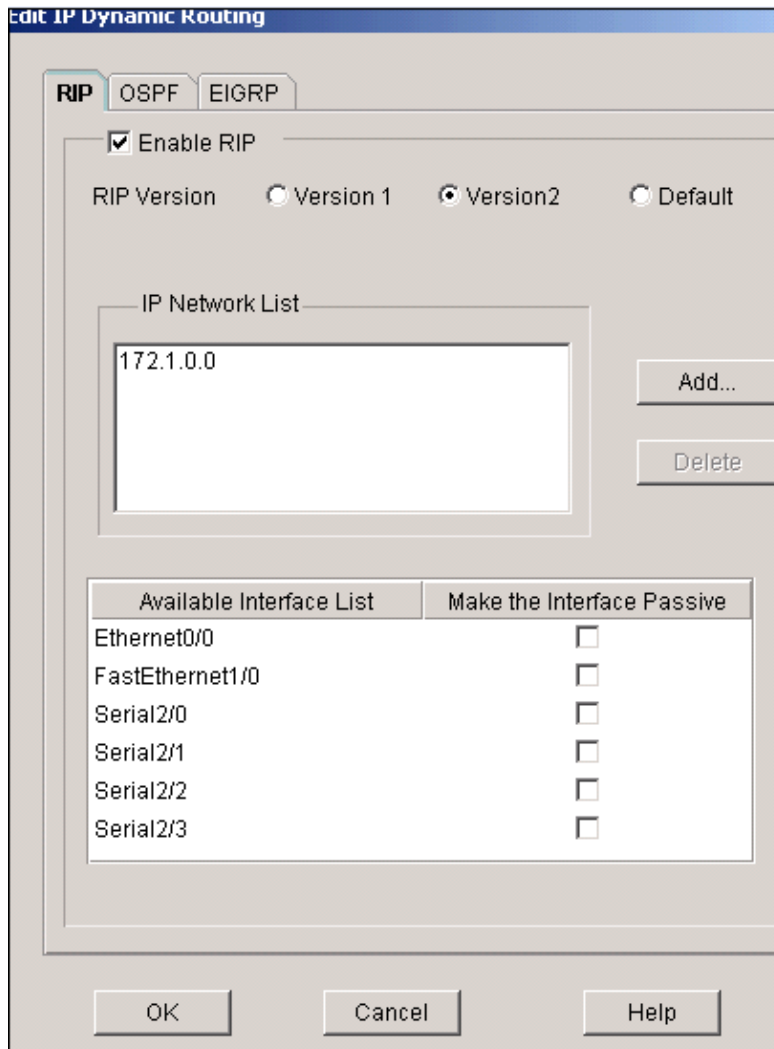 Edit IP Dynamic Routing
RIP OSPF EIGRP
Enable RIP
RIP Version Version 1 Version2 Default
IP Network List
172.1.0.0
Add...
Delete
Available Interface List Make the Interface Passive
Ethernet0/0
FastEthernet1/0
Serial2/0
Serial2/1
Serial2/2
Serial2/3
OK Cancel Help